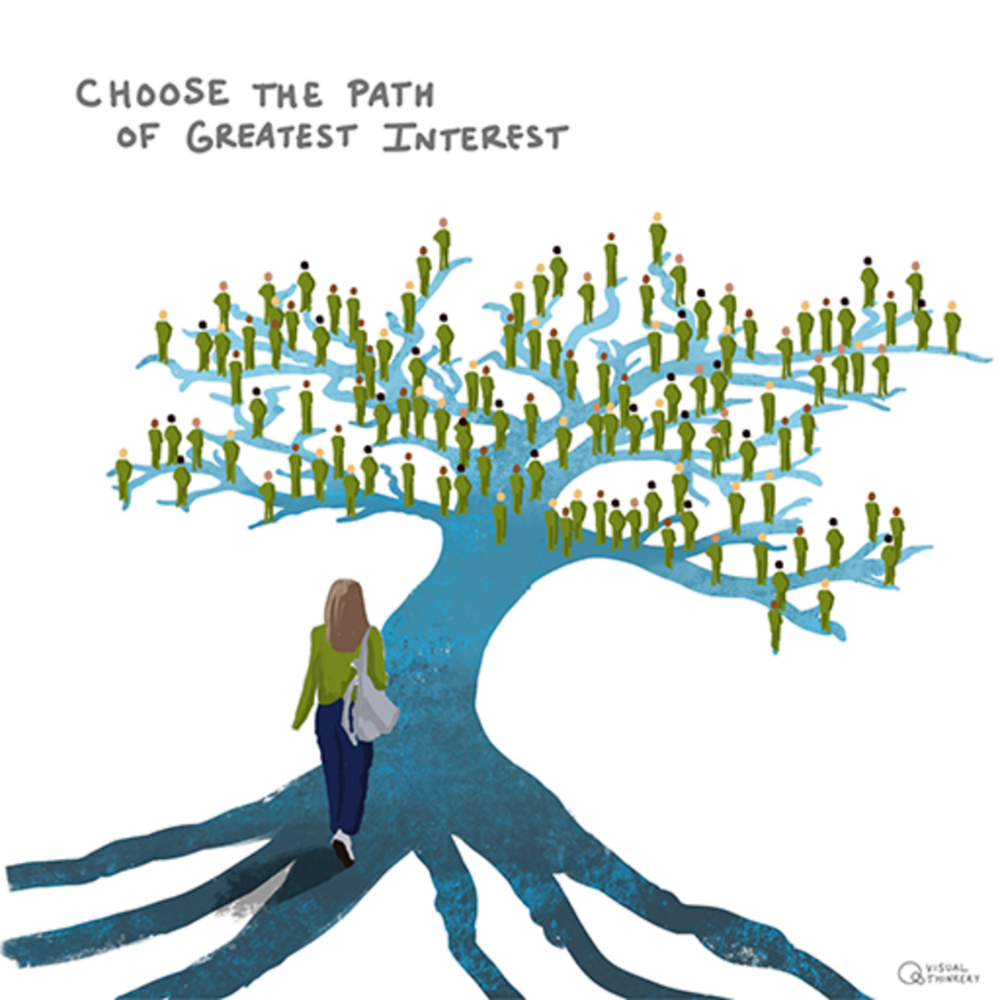 CHOOSE THE PATH
OF GREATEST INTEREST
VISUAL
THINKERY